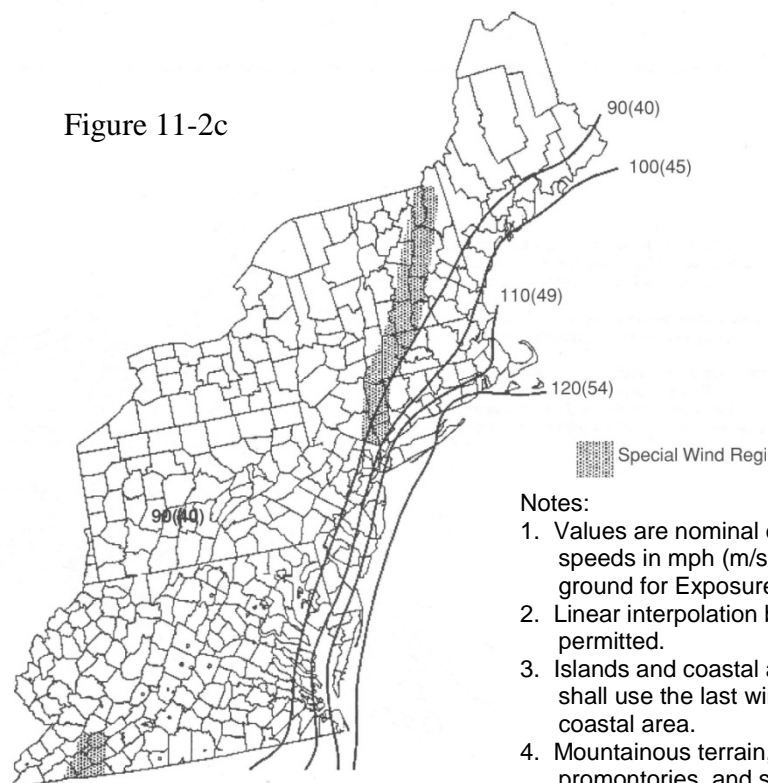 Figure 11-2c
90(40)
100(45)
110(49)
120(54)
90(40)
Special Wind Regi
Notes:
1. Values are nominal
speeds in mph (m/s
ground for Exposure
2. Linear interpolation b
permitted.
3. Islands and coastal a
shall use the last wi
coastal area.
4. Mountainous terrain,
promontories, and s